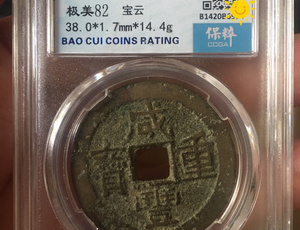 极美82 宝云
38.0*1.7mm*14.4g
BAO CUI COINS RATING
保粹
CCGA
咸
寳 重
豐